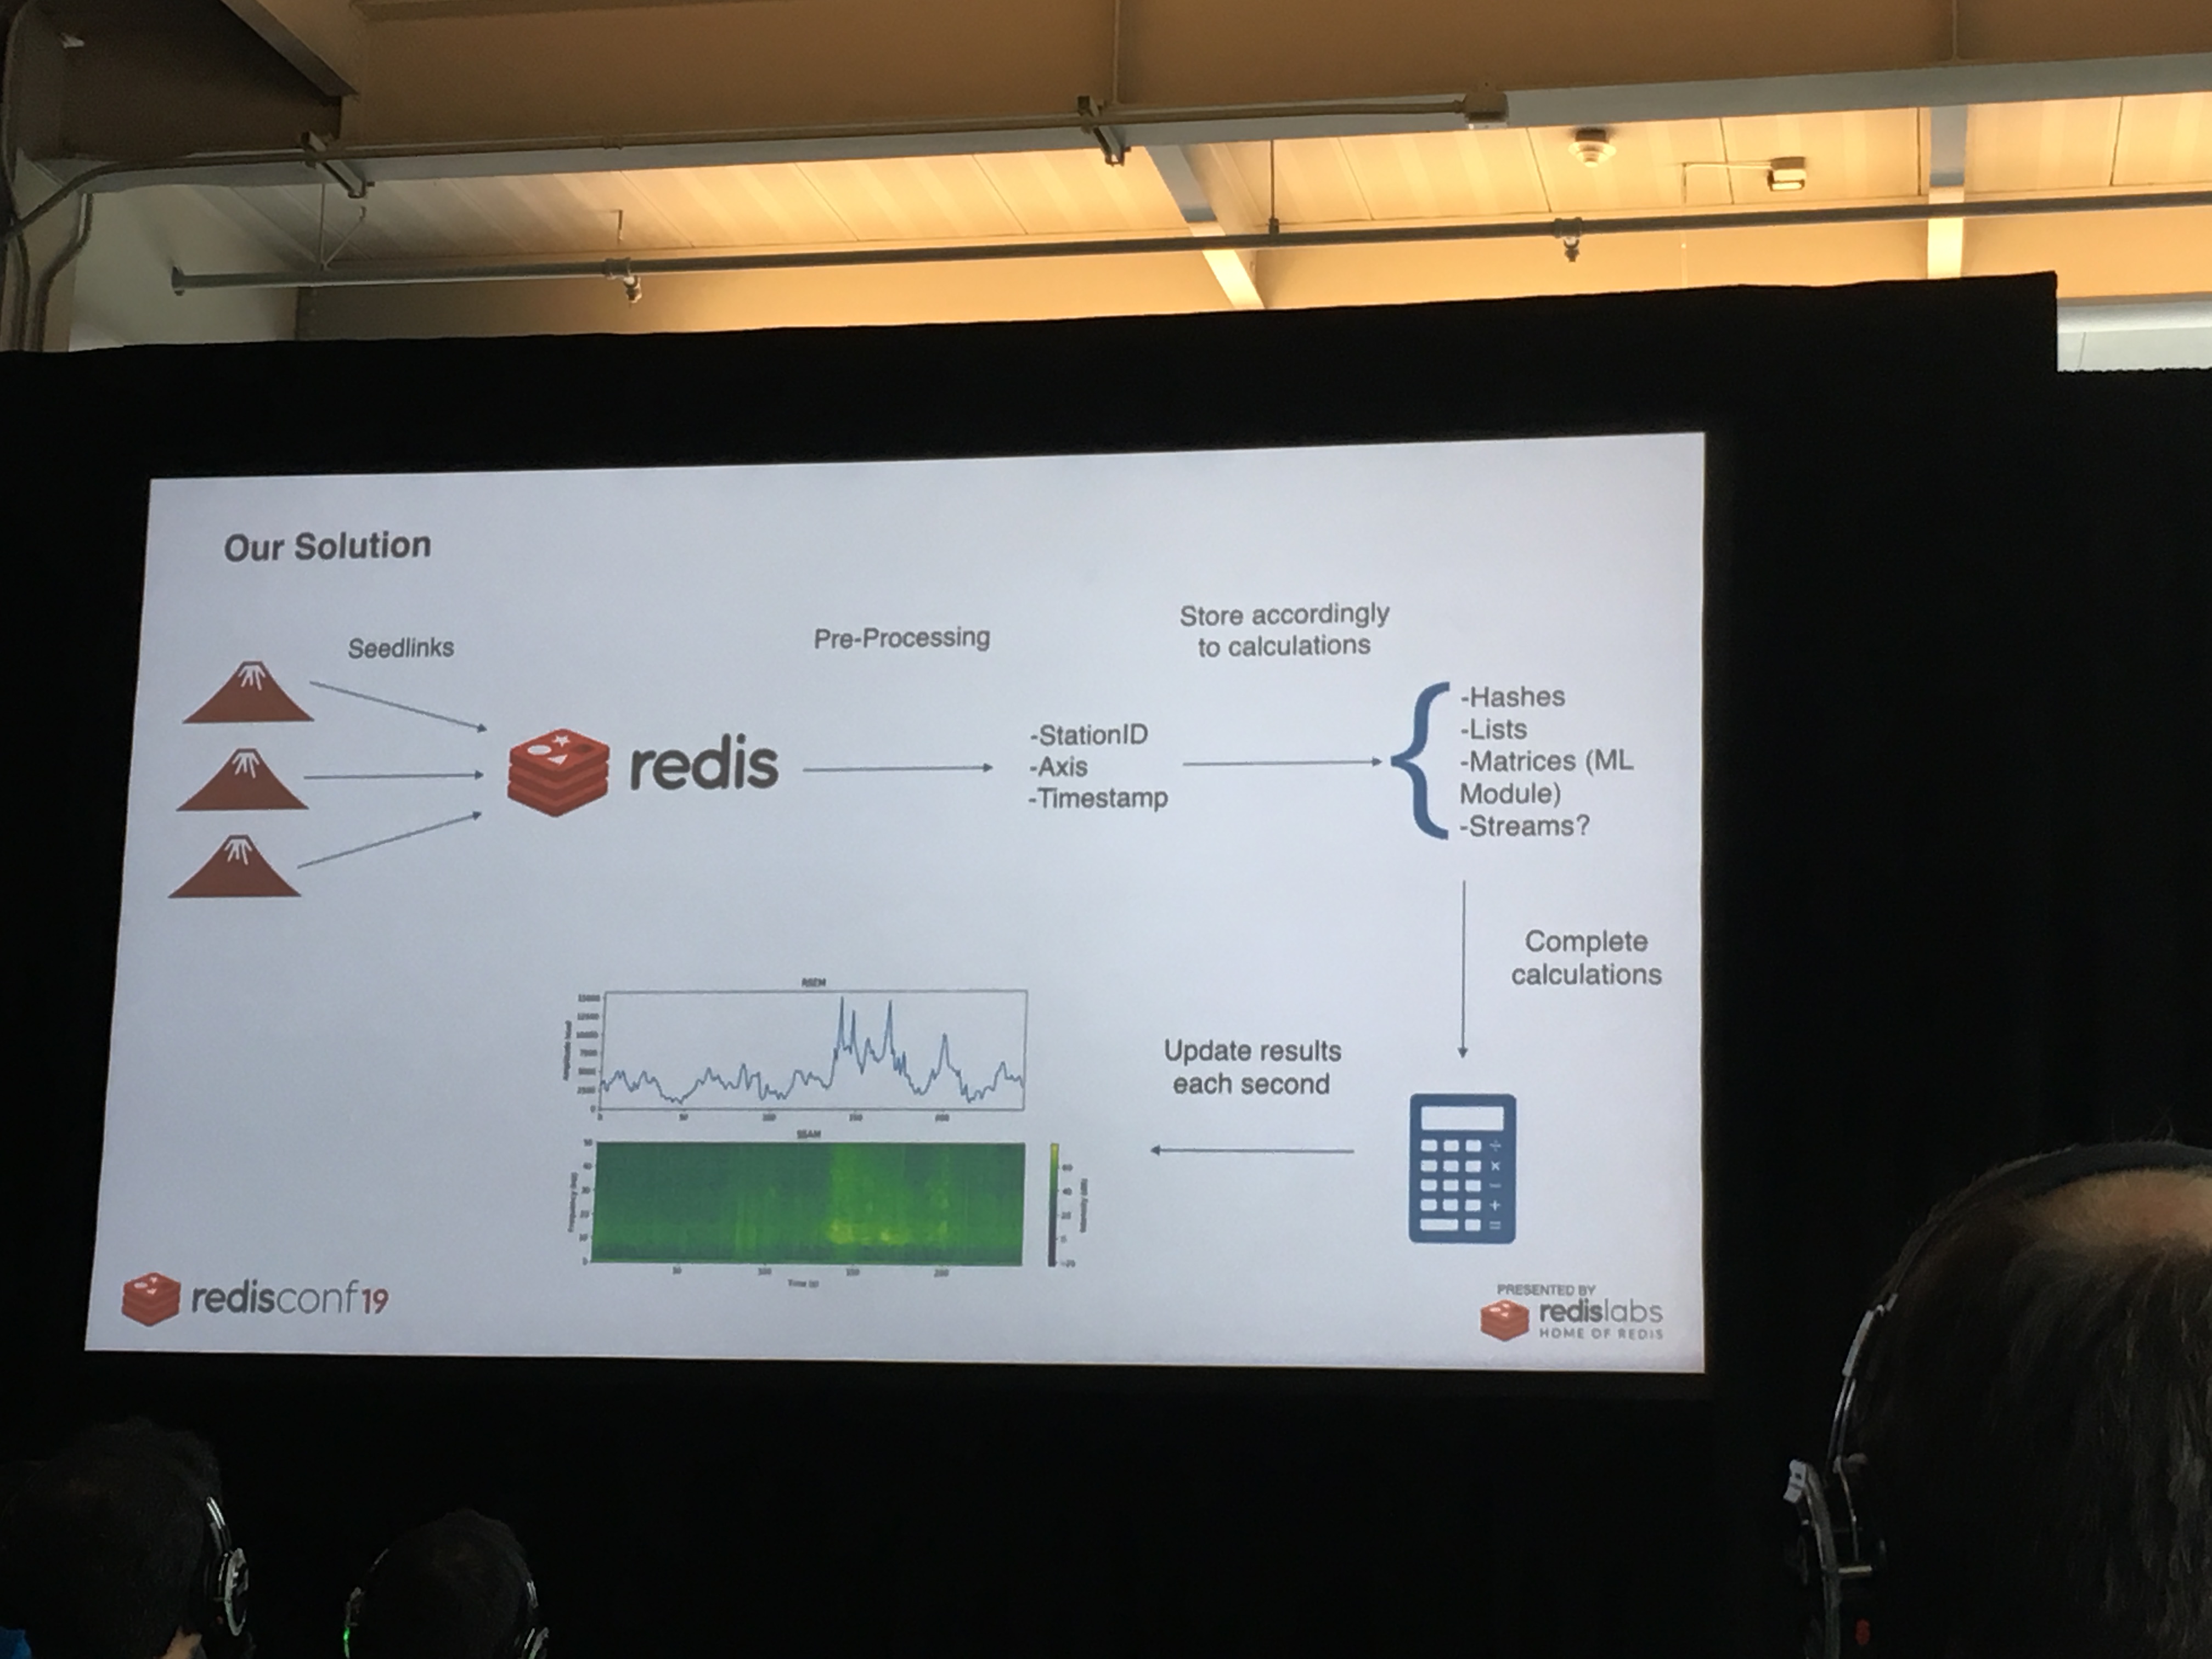 Our Solution
Seedlinks
Pre-Processing
Store accordingly
to calculations
redis
-StationID
-Axis
-Timestamp
-Hashes
-Lists
-Matrices (ML
Module)
-Streams?
Complete
calculations
Update results
each second
RSEM
SSAM
Time (s)
redisconf19
PRESENTED BY
redislabs
HOME OF REDIS